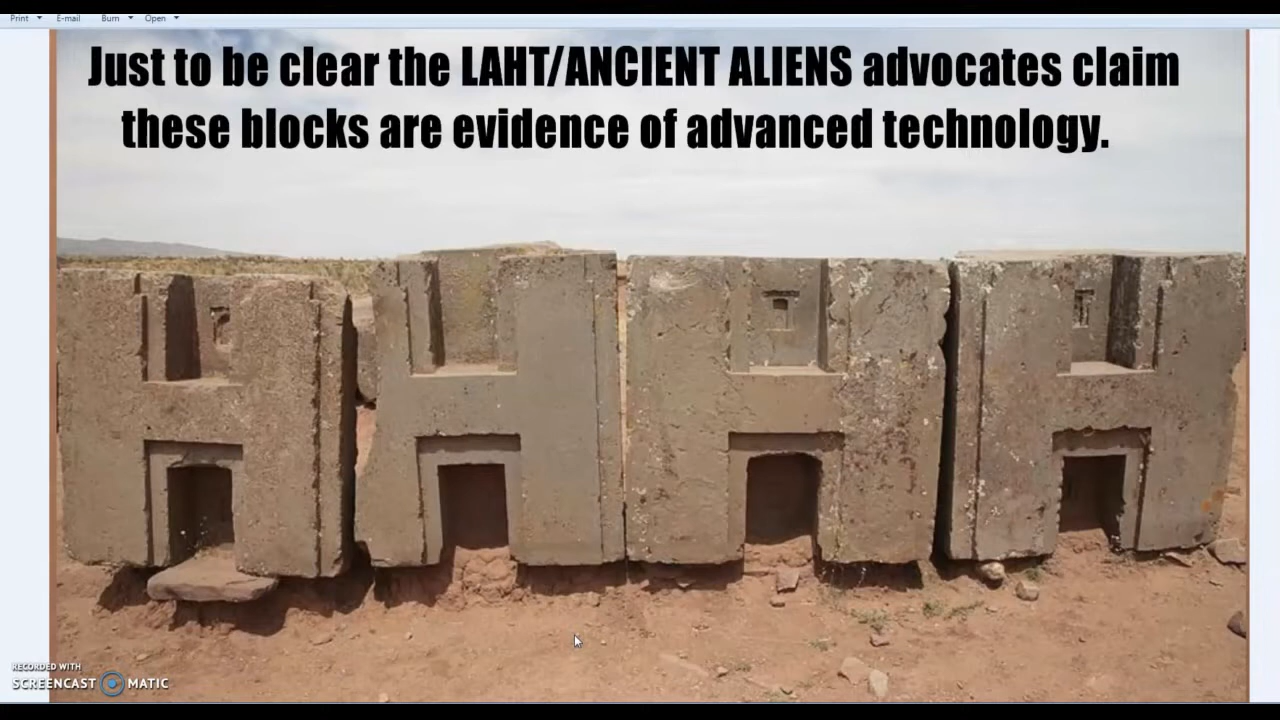 Print E-mail Burn Open
Just to be clear the LAHT/ANCIENT ALIENS advocates claim
these blocks are evidence of advanced technology.
RECORDED WITH
SCREENCAST MATIC